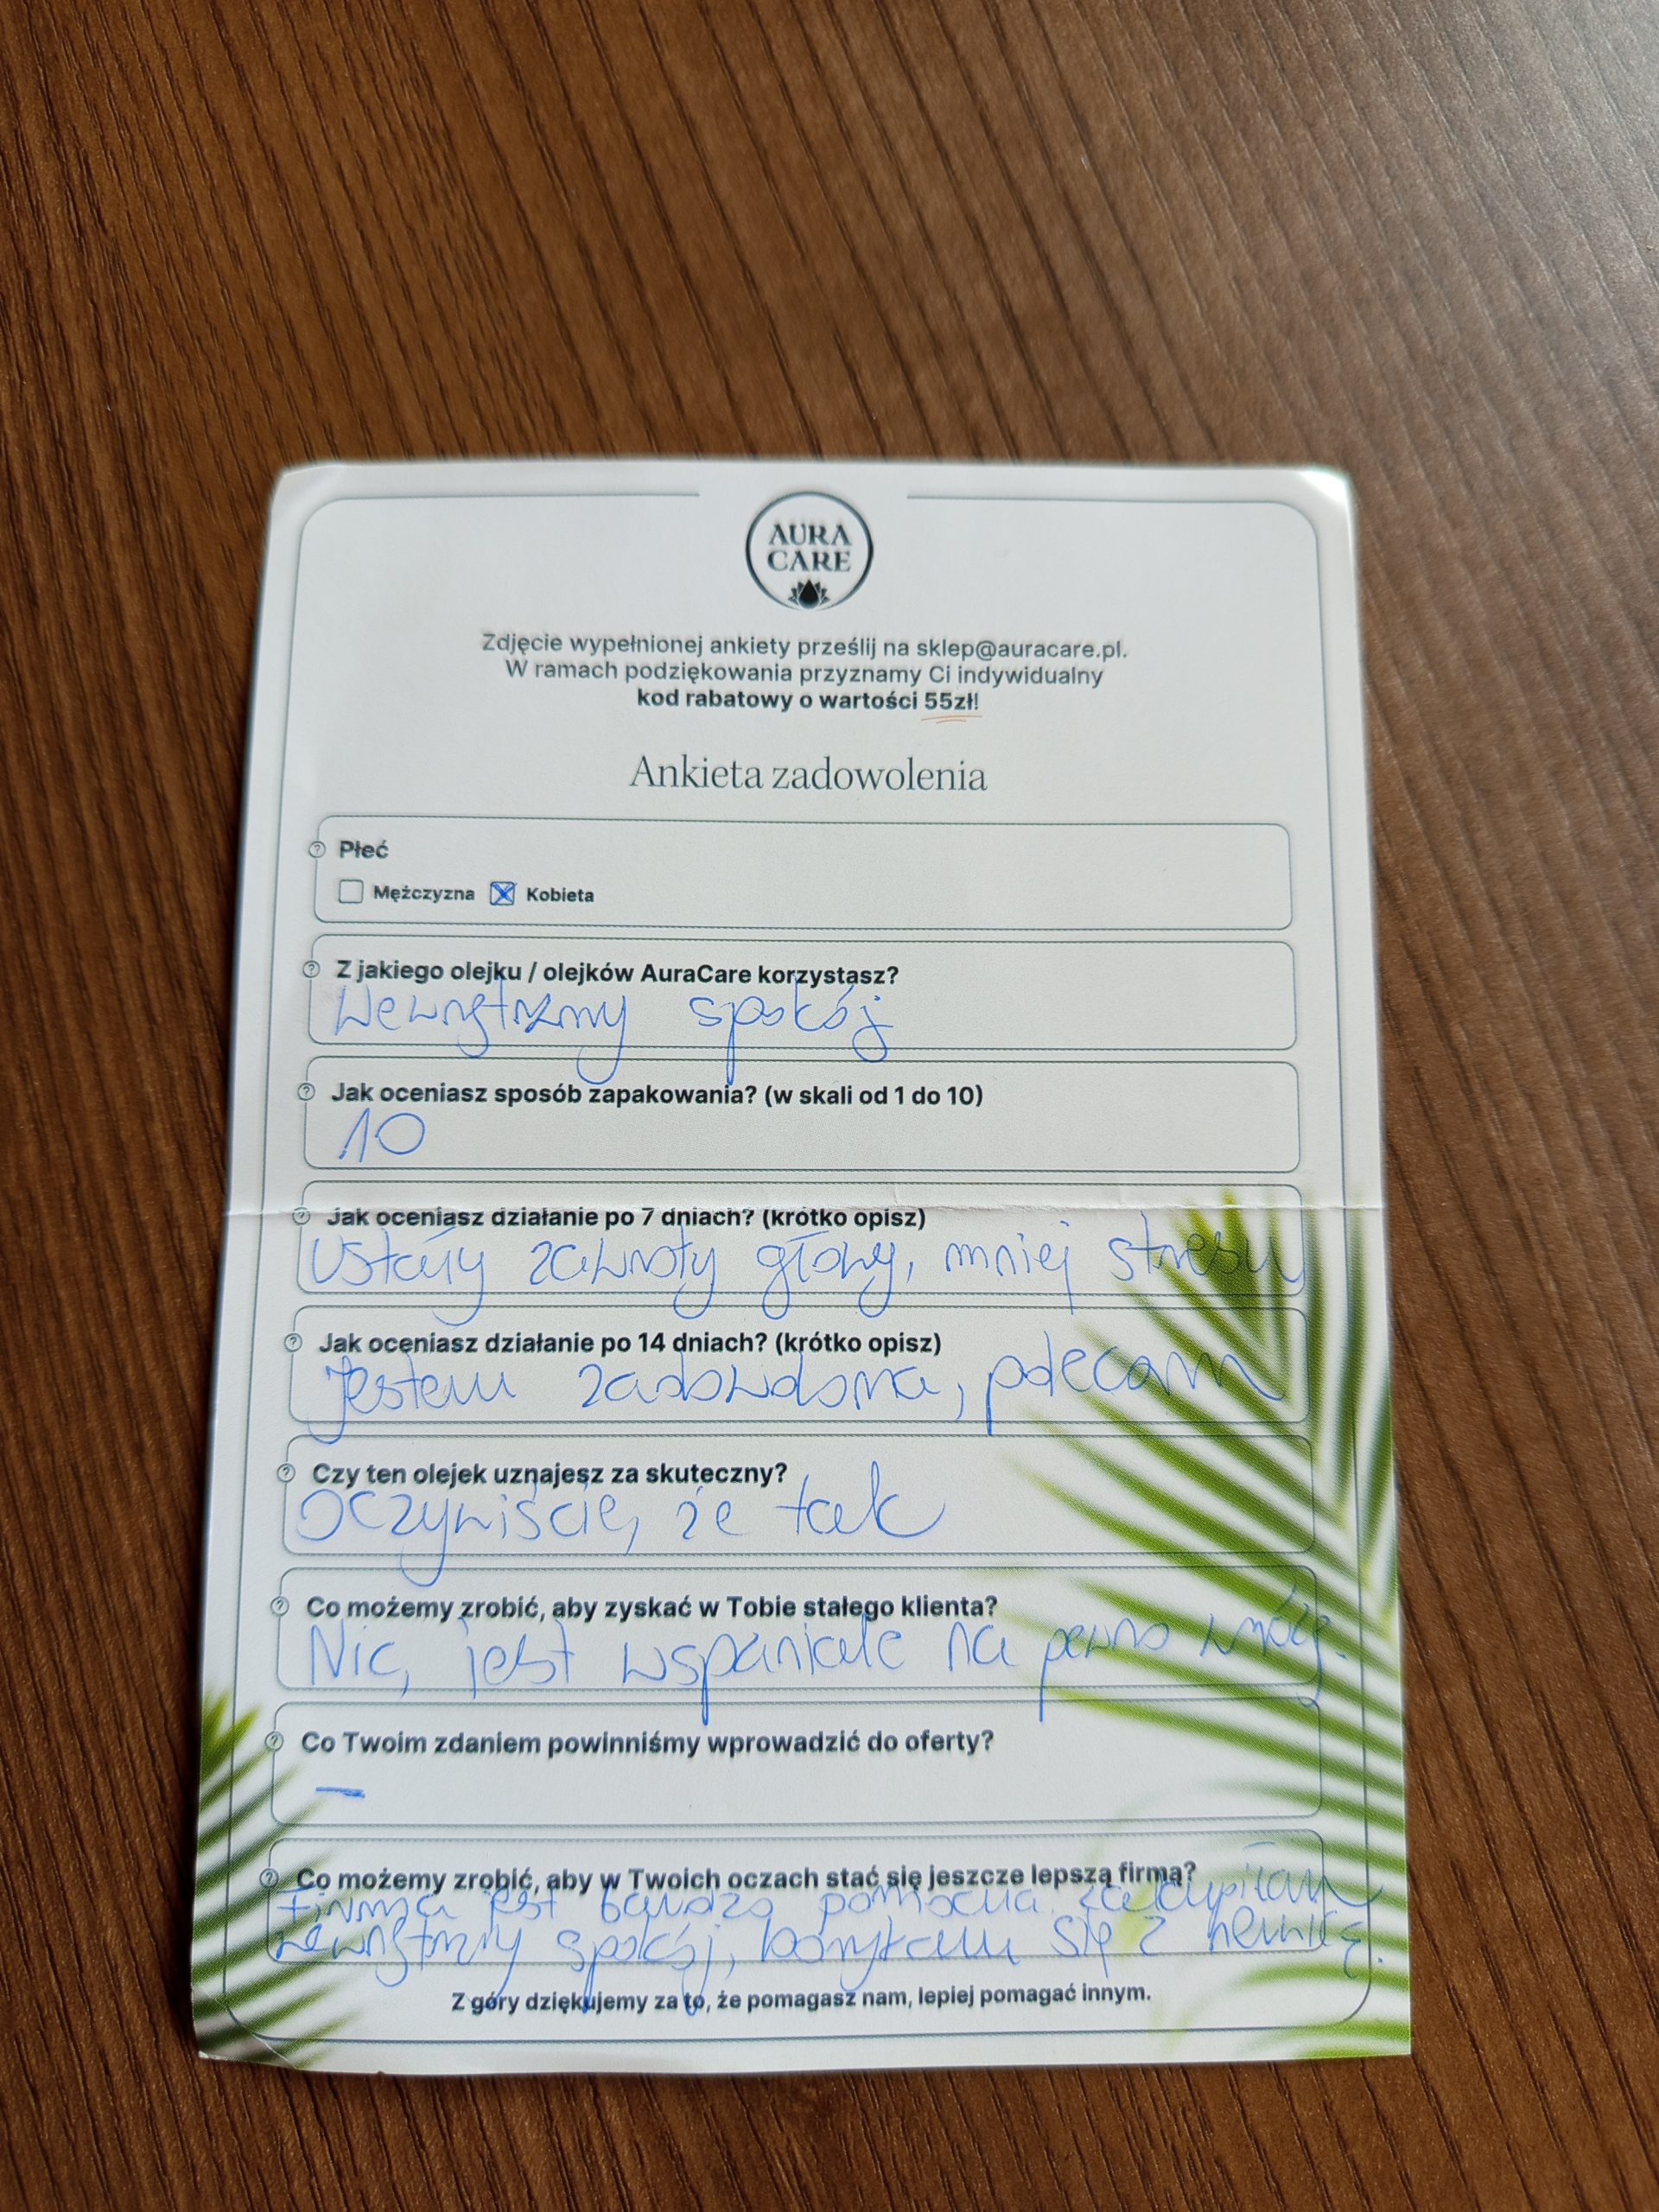 AURA
CARE
Zdjęcie wypełnionej ankiety prześlij na sklep@auracare.pl.
W ramach podziękowania przyznamy Ci indywidualny
kod rabatowy o wartości 55zł!
Ankieta zadowolenia
Płeć
Mężczyzna Kobieta
Z jakiego olejku / olejków AuraCare korzystasz?
Wewnętrzny spokój
Jak oceniasz sposób zapakowania? (w skali od 1 do 10)
10
Jak oceniasz działanie po 7 dniach? (krótko opisz)
Ustały zawroty głowy, mniej stresu
Jak oceniasz działanie po 14 dniach? (krótko opisz)
Jestem zadowolona, polecam
Czy ten olejek uznajesz za skuteczny?
Oczywiście, że tak
Co możemy zrobić, aby zyskać w Tobie stałego klienta?
Nic, jest wspaniale na pewno wrócę.
Co Twoim zdaniem powinniśmy wprowadzić do oferty?
—
Co możemy zrobić, aby w Twoich oczach stać się jeszcze lepszą firmą?
Firma jest bardzo pomocna. zakupiłam
wewnętrzny spokój, borykam się z nerwicą.
Z góry dziękujemy za to, że pomagasz nam, lepiej pomagać innym.